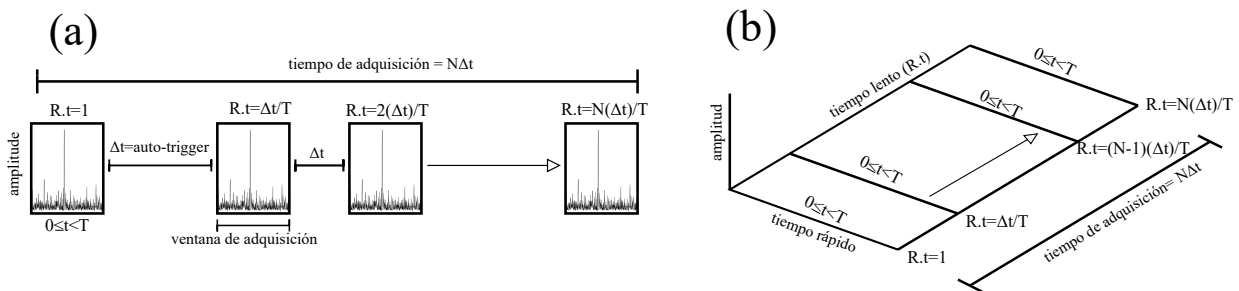 (a)
tiempo de adquisición = NΔt
R.t=1
R.t=Δt/T
R.t=2(Δt)/T
R.t=N(Δt)/T
amplitude
Δt=auto-trigger
Δt
0≤t<T
ventana de adquisición
(b)
amplitud
tiempo lento (R.t)
0≤t<T
0≤t<T
0≤t<T
0≤t<T
tiempo rápido
R.t=N(Δt)/T
R.t=(N-1)(Δt)/T
R.t=Δt/T
R.t=1
tiempo de adquisición= NΔt